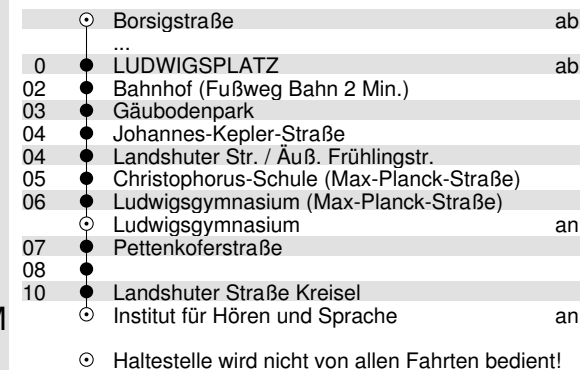 Borsigstraße ab
...
0 LUDWIGSPLATZ ab
02 Bahnhof (Fußweg Bahn 2 Min.)
03 Gäubodenpark
04 Johannes-Kepler-Straße
04 Landshuter Str. / Äuß. Frühlingstr.
05 Christophorus-Schule (Max-Planck-Straße)
06 Ludwigsgymnasium (Max-Planck-Straße)
Ludwigsgymnasium an
07 Pettenkoferstraße
08
10 Landshuter Straße Kreisel
Institut für Hören und Sprache an
Haltestelle wird nicht von allen Fahrten bedient!